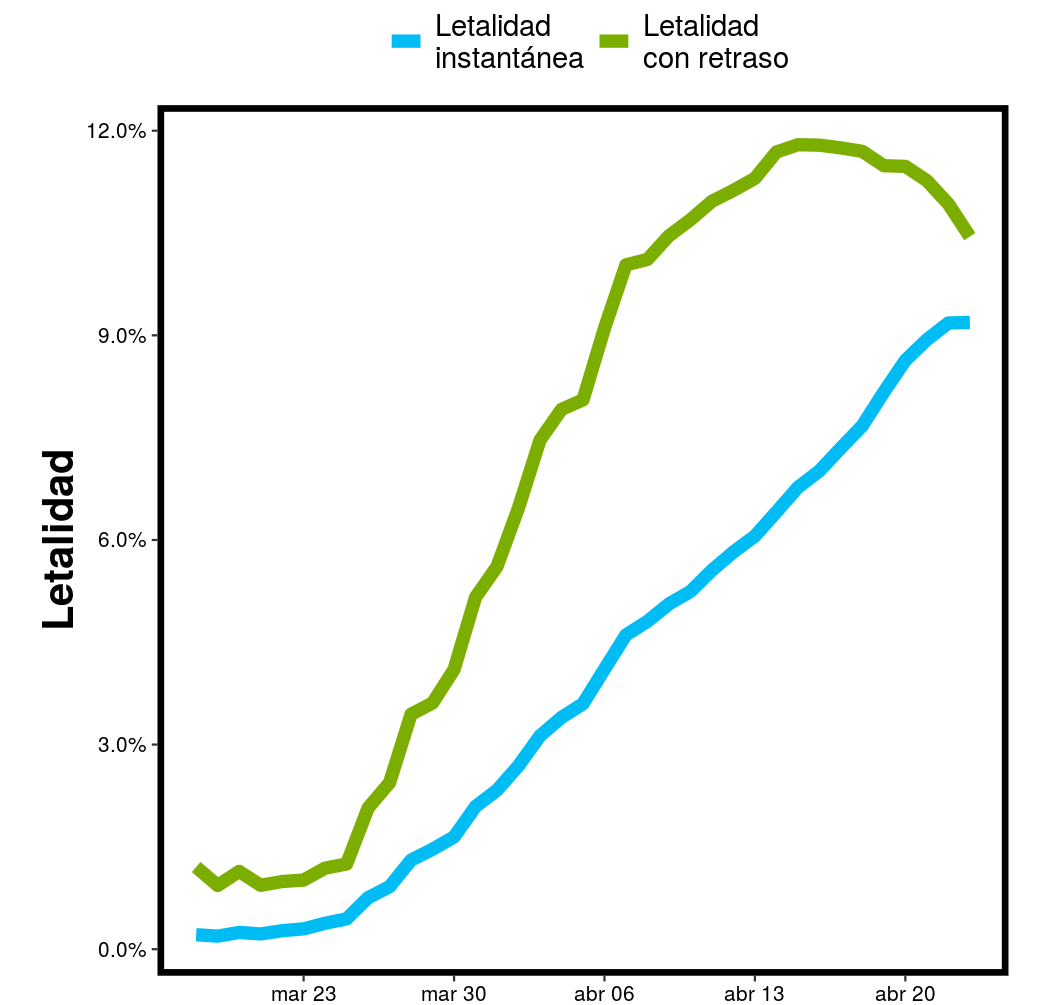 Letalidad
instantánea
Letalidad
con retraso
12.0%
9.0%
6.0%
3.0%
0.0%
Letalidad
mar 23
mar 30
abr 06
abr 13
abr 20